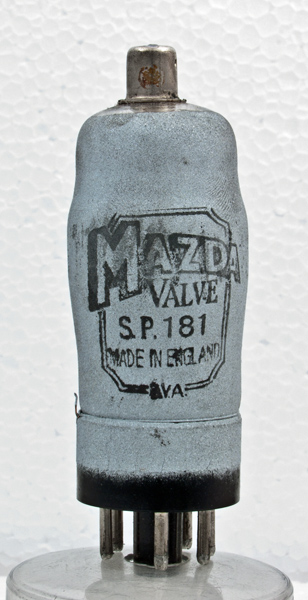 MAZDA
VALVE
S.P. 181
MADE IN ENGLAND
B.V.A.